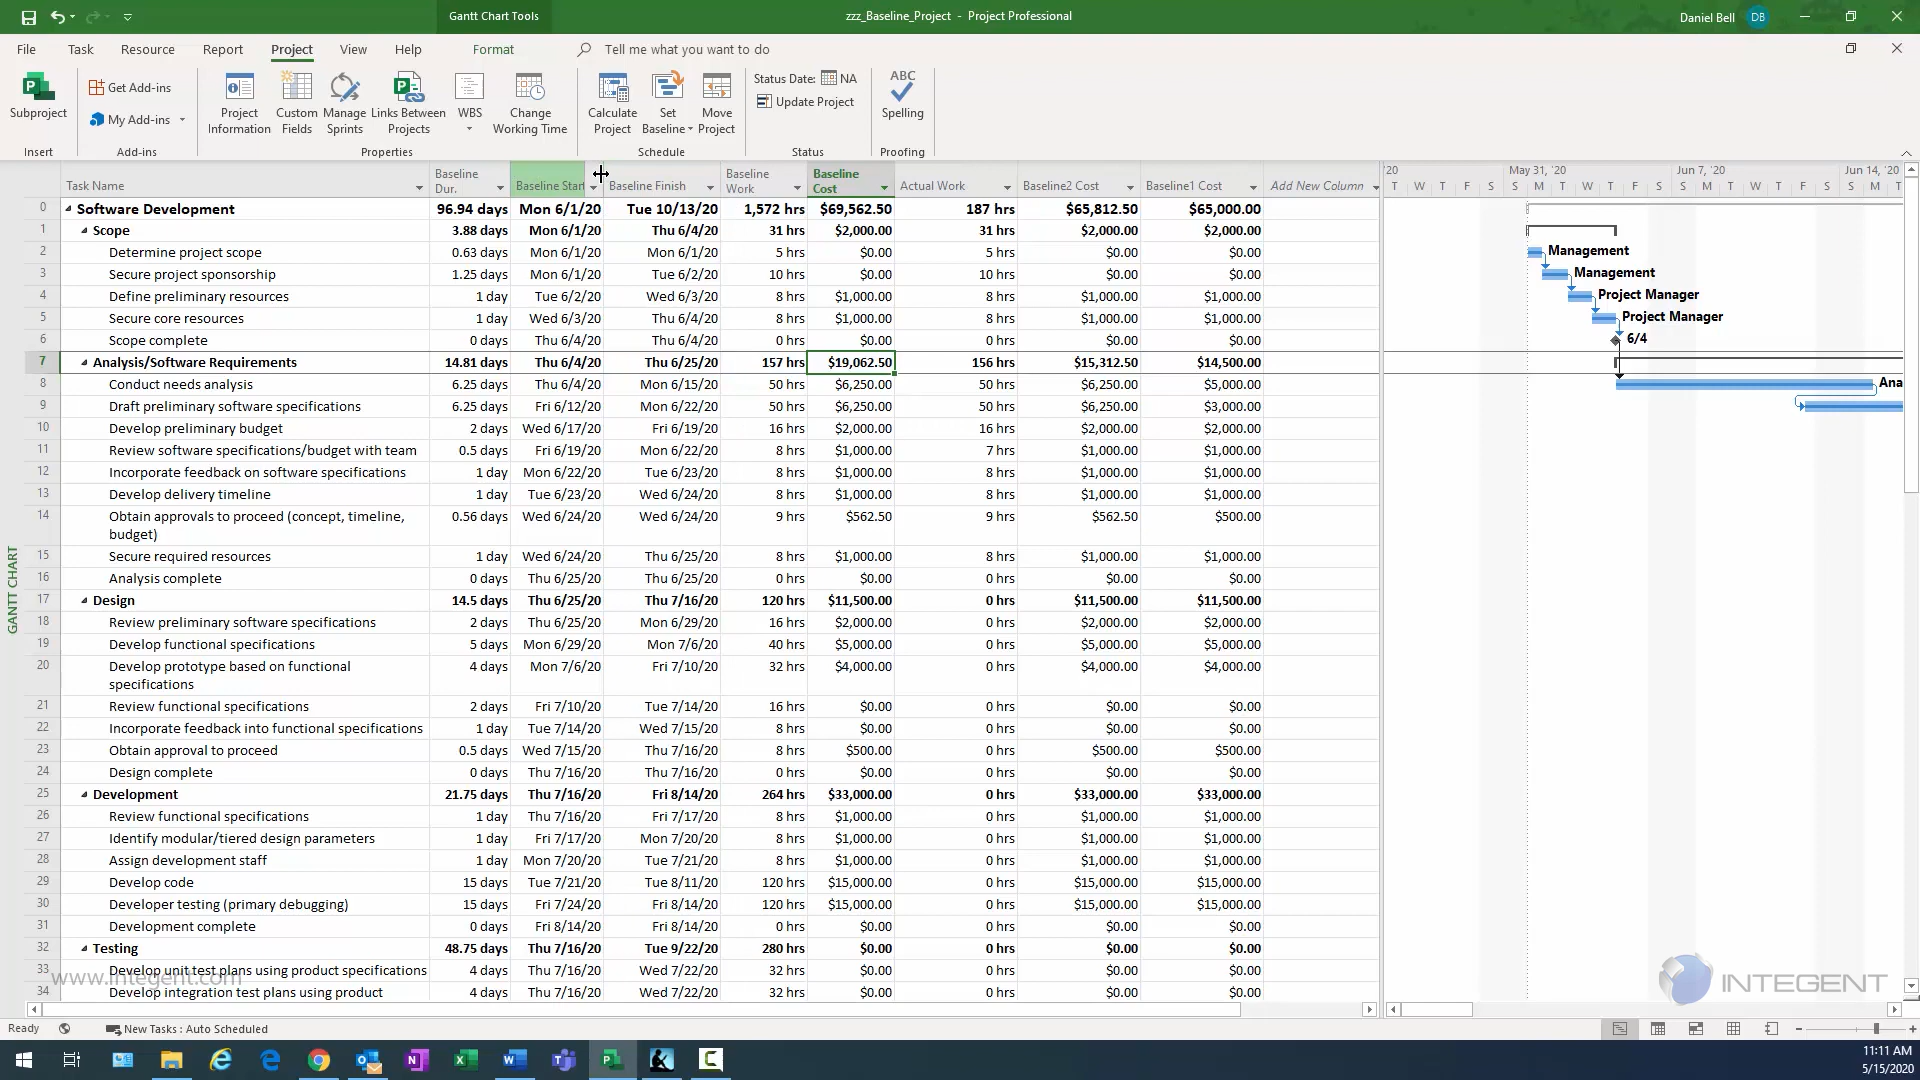 Gantt Chart Tools
zzz_Baseline_Project - Project Professional
Daniel Bell DB
File Task Resource Report Project View Help Format Tell me what you want to do
Subproject
Get Add-ins
My Add-ins
Project Information
Custom Fields
Manage Sprints
Links Between Projects
WBS
Change Working Time
Calculate Project
Set Baseline
Move Project
Status Date: NA
Update Project
ABC
Spelling
Insert Add-ins Properties Schedule Status Proofing
Task Name Baseline Dur. Baseline Start Baseline Finish Baseline Work Baseline Cost Actual Work Baseline2 Cost Baseline1 Cost Add New Column
'20 May 31, '20 Jun 7, '20 Jun 14, '20
T W T F S S M T W T F S S M T W T F S S M T
0 Software Development 96.94 days Mon 6/1/20 Tue 10/13/20 1,572 hrs $69,562.50 187 hrs $65,812.50 $65,000.00
1 Scope 3.88 days Mon 6/1/20 Thu 6/4/20 31 hrs $2,000.00 31 hrs $2,000.00 $2,000.00
2 Determine project scope 0.63 days Mon 6/1/20 Mon 6/1/20 5 hrs $0.00 5 hrs $0.00 $0.00 Management
3 Secure project sponsorship 1.25 days Mon 6/1/20 Tue 6/2/20 10 hrs $0.00 10 hrs $0.00 $0.00 Management
4 Define preliminary resources 1 day Tue 6/2/20 Wed 6/3/20 8 hrs $1,000.00 8 hrs $1,000.00 $1,000.00 Project Manager
5 Secure core resources 1 day Wed 6/3/20 Thu 6/4/20 8 hrs $1,000.00 8 hrs $1,000.00 $1,000.00 Project Manager
6 Scope complete 0 days Thu 6/4/20 Thu 6/4/20 0 hrs $0.00 0 hrs $0.00 $0.00 6/4
7 Analysis/Software Requirements 14.81 days Thu 6/4/20 Thu 6/25/20 157 hrs $19,062.50 156 hrs $15,312.50 $14,500.00
8 Conduct needs analysis 6.25 days Thu 6/4/20 Mon 6/15/20 50 hrs $6,250.00 50 hrs $6,250.00 $5,000.00 Ana
9 Draft preliminary software specifications 6.25 days Fri 6/12/20 Mon 6/22/20 50 hrs $6,250.00 50 hrs $6,250.00 $3,000.00
10 Develop preliminary budget 2 days Wed 6/17/20 Fri 6/19/20 16 hrs $2,000.00 16 hrs $2,000.00 $2,000.00
11 Review software specifications/budget with team 0.5 days Fri 6/19/20 Mon 6/22/20 8 hrs $1,000.00 7 hrs $1,000.00 $1,000.00
12 Incorporate feedback on software specifications 1 day Mon 6/22/20 Tue 6/23/20 8 hrs $1,000.00 8 hrs $1,000.00 $1,000.00
13 Develop delivery timeline 1 day Tue 6/23/20 Wed 6/24/20 8 hrs $1,000.00 8 hrs $1,000.00 $1,000.00
14 Obtain approvals to proceed (concept, timeline, 0.56 days Wed 6/24/20 Wed 6/24/20 9 hrs $562.50 9 hrs $562.50 $500.00
budget)
15 Secure required resources 1 day Wed 6/24/20 Thu 6/25/20 8 hrs $1,000.00 8 hrs $1,000.00 $1,000.00
16 Analysis complete 0 days Thu 6/25/20 Thu 6/25/20 0 hrs $0.00 0 hrs $0.00 $0.00
17 Design 14.5 days Thu 6/25/20 Thu 7/16/20 120 hrs $11,500.00 0 hrs $11,500.00 $11,500.00
18 Review preliminary software specifications 2 days Thu 6/25/20 Mon 6/29/20 16 hrs $2,000.00 0 hrs $2,000.00 $2,000.00
19 Develop functional specifications 5 days Mon 6/29/20 Mon 7/6/20 40 hrs $5,000.00 0 hrs $5,000.00 $5,000.00
20 Develop prototype based on functional 4 days Mon 7/6/20 Fri 7/10/20 32 hrs $4,000.00 0 hrs $4,000.00 $4,000.00
specifications
21 Review functional specifications 2 days Fri 7/10/20 Tue 7/14/20 16 hrs $0.00 0 hrs $0.00 $0.00
22 Incorporate feedback into functional specifications 1 day Tue 7/14/20 Wed 7/15/20 8 hrs $0.00 0 hrs $0.00 $0.00
23 Obtain approval to proceed 0.5 days Wed 7/15/20 Thu 7/16/20 8 hrs $500.00 0 hrs $500.00 $500.00
24 Design complete 0 days Thu 7/16/20 Thu 7/16/20 0 hrs $0.00 0 hrs $0.00 $0.00
25 Development 21.75 days Thu 7/16/20 Fri 8/14/20 264 hrs $33,000.00 0 hrs $33,000.00 $33,000.00
26 Review functional specifications 1 day Thu 7/16/20 Fri 7/17/20 8 hrs $1,000.00 0 hrs $1,000.00 $1,000.00
27 Identify modular/tiered design parameters 1 day Fri 7/17/20 Mon 7/20/20 8 hrs $1,000.00 0 hrs $1,000.00 $1,000.00
28 Assign development staff 1 day Mon 7/20/20 Tue 7/21/20 8 hrs $1,000.00 0 hrs $1,000.00 $1,000.00
29 Develop code 15 days Tue 7/21/20 Tue 8/11/20 120 hrs $15,000.00 0 hrs $15,000.00 $15,000.00
30 Developer testing (primary debugging) 15 days Fri 7/24/20 Fri 8/14/20 120 hrs $15,000.00 0 hrs $15,000.00 $15,000.00
31 Development complete 0 days Fri 8/14/20 Fri 8/14/20 0 hrs $0.00 0 hrs $0.00 $0.00
32 Testing 48.75 days Thu 7/16/20 Tue 9/22/20 280 hrs $0.00 0 hrs $0.00 $0.00
33 Develop unit test plans using product specifications 4 days Thu 7/16/20 Wed 7/22/20 32 hrs $0.00 0 hrs $0.00 $0.00
34 Develop integration test plans using product 4 days Thu 7/16/20 Wed 7/22/20 32 hrs $0.00 0 hrs $0.00 $0.00
GANTT CHART
www.integent.com
INTEGENT
Ready New Tasks : Auto Scheduled
11:11 AM
5/15/2020